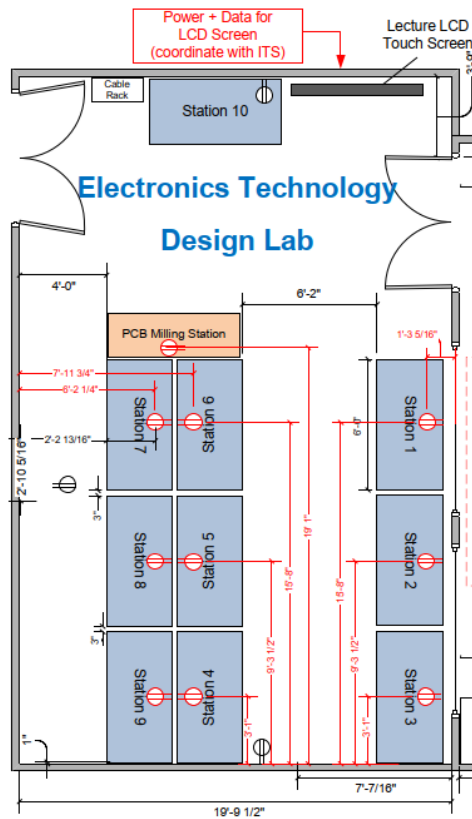 Power + Data for
LCD Screen
(coordinate with ITS)
Lecture LCD
Touch Screen
3'-9"
Cable
Rack
Station 10
Electronics Technology
Design Lab
4'-0"
6'-2"
PCB Milling Station
1'-3 5/16"
7'-11 3/4"
6'-2 1/4"
2'-2 13/16"
2'-10 5/16"
Station 7
Station 6
Station 1
6'-0"
3"
19' 1"
15'-8"
15'-8"
Station 8
Station 5
Station 2
3"
9'-3 1/2"
9'-3 1/2"
Station 9
Station 4
Station 3
3'-1"
3'-1"
1"
7'-7/16"
19'-9 1/2"